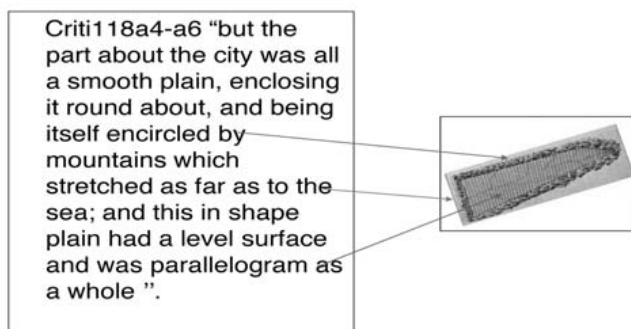 Criti118a4-a6 “but the
part about the city was all
a smooth plain, enclosing
it round about, and being
itself encircled by
mountains which
stretched as far as to the
sea; and this in shape
plain had a level surface
and was parallelogram as
a whole ”.